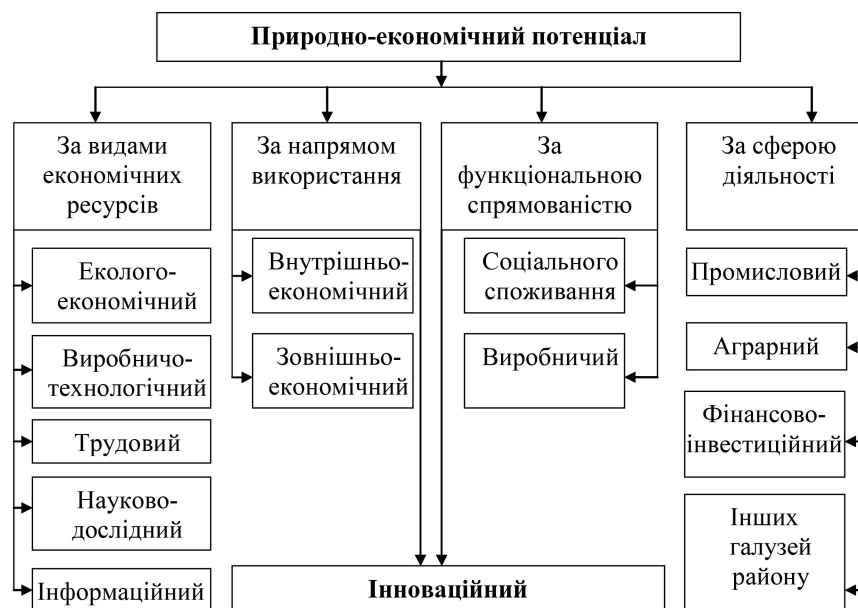 Природно-економічний потенціал
За видами
економічних
ресурсів
Еколого-
економічний
Виробничо-
технологічний
Трудовий
Науково-
дослідний
Інформаційний
За напрямом
використання
Внутрішньо-
економічний
Зовнішньо-
економічний
За
функціональною
спрямованістю
Соціального
споживання
Виробничий
Інноваційний
За сферою
діяльності
Промисловий
Аграрний
Фінансово-
інвестиційний
Інших
галузей
району